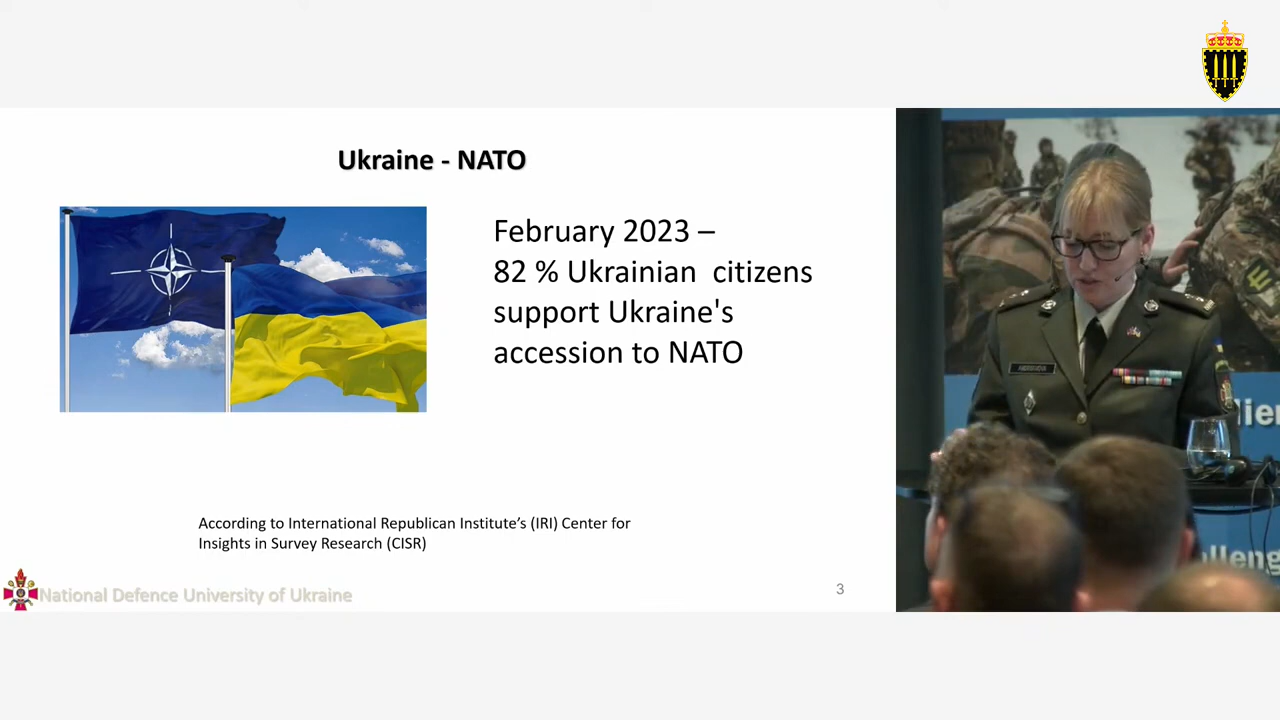 Ukraine - NATO
February 2023 –
82 % Ukrainian citizens
support Ukraine's
accession to NATO
According to International Republican Institute’s (IRI) Center for
Insights in Survey Research (CISR)
National Defence University of Ukraine
3